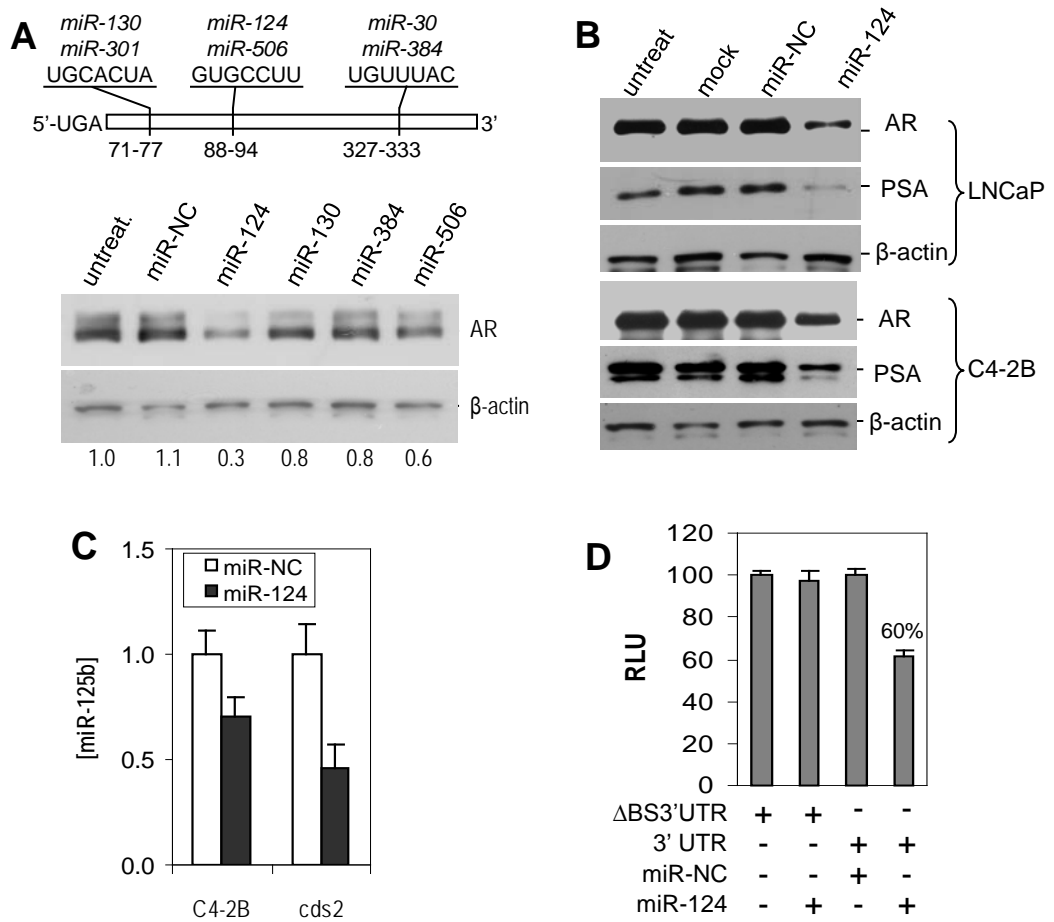 A
miR-130 miR-124 miR-30
miR-301 miR-506 miR-384
UGCACUA GUGCCUU UGUUUAC
5'-UGA 3'
71-77 88-94 327-333
untreat. miR-NC miR-124 miR-130 miR-384 miR-506
AR
β-actin
1.0 1.1 0.3 0.8 0.8 0.6
B
untreat mock miR-NC miR-124
AR
PSA
β-actin
LNCaP
AR
PSA
β-actin
C4-2B
C
miR-NC
miR-124
[miR-125b]
1.5
1.0
0.5
0.0
C4-2B cds2
D
RLU
120
100
80
60
40
20
0
60%
ΔBS3'UTR + + - -
3' UTR - - + +
miR-NC - - + -
miR-124 - + - +